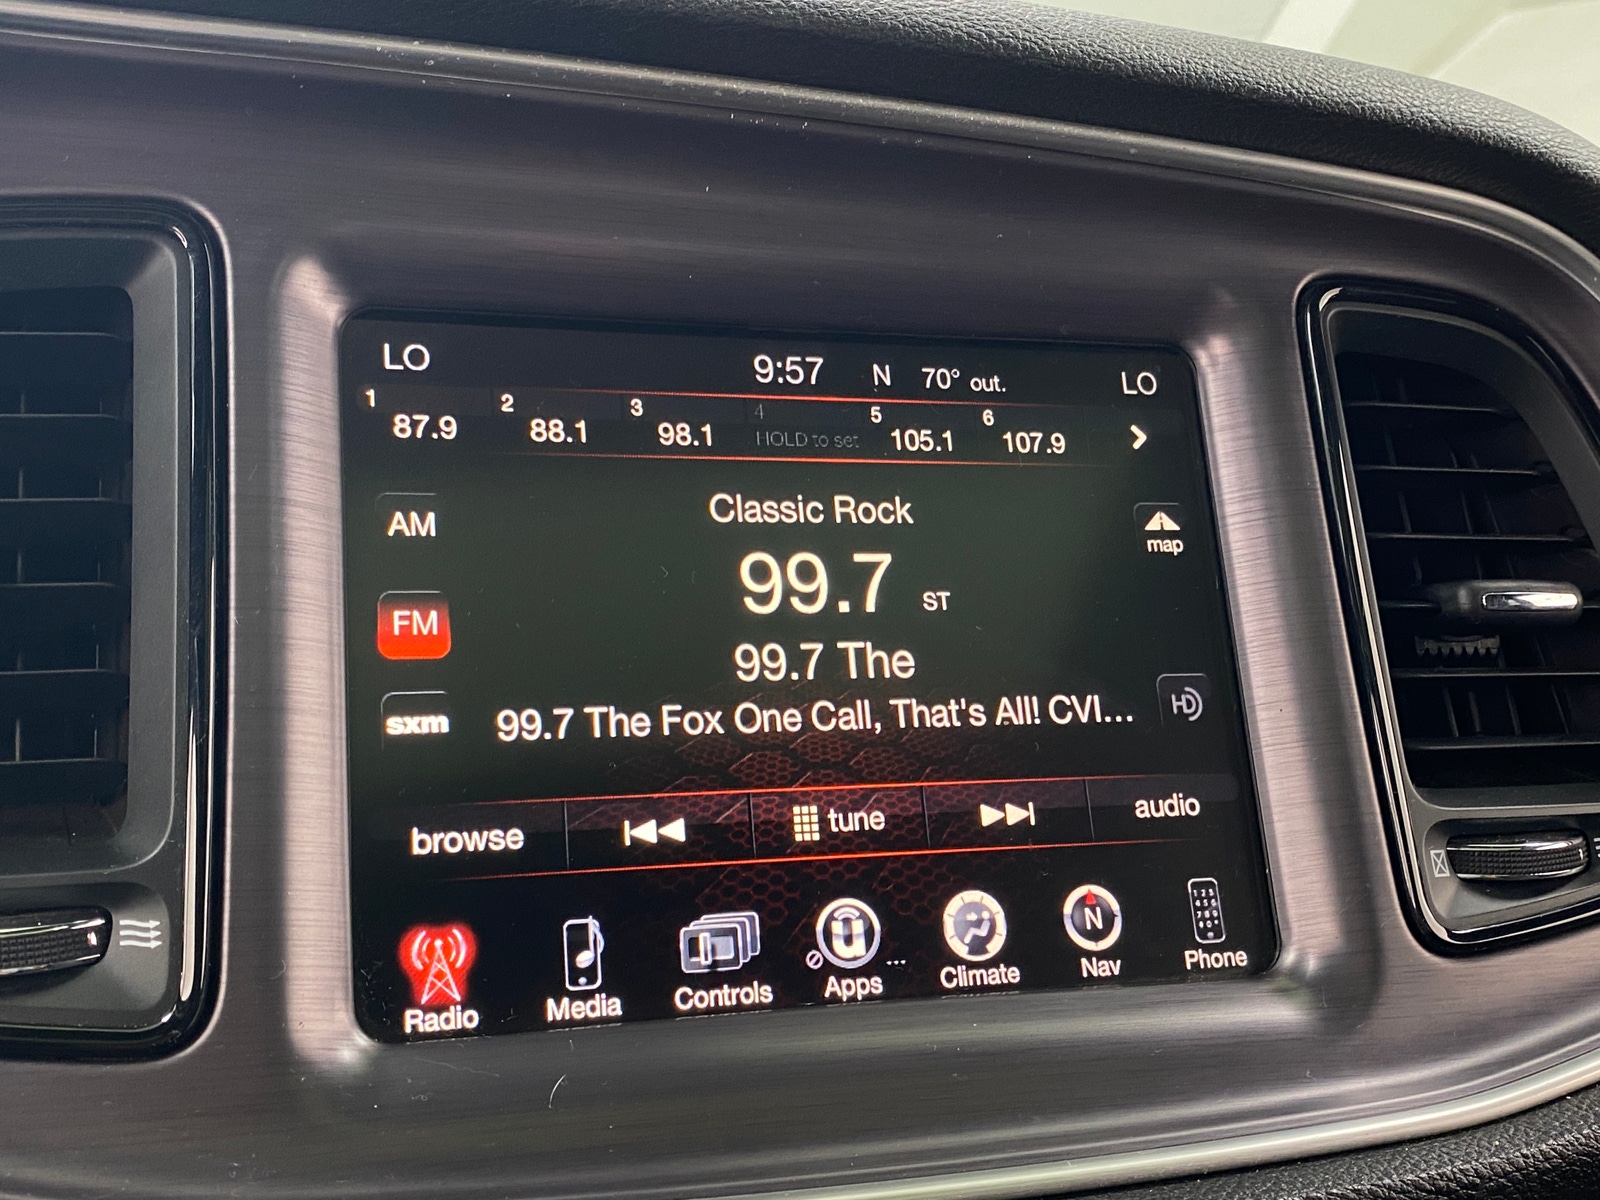 LO 9:57 N 70° out. LO
1 87.9 2 88.1 3 98.1 4 HOLD to set 5 105.1 6 107.9
AM
Classic Rock
map
99.7 ST
FM
99.7 The
sxm
99.7 The Fox One Call, That's All! CVI...
HD
browse tune audio
Radio Media Controls Apps ... Climate N Nav Phone